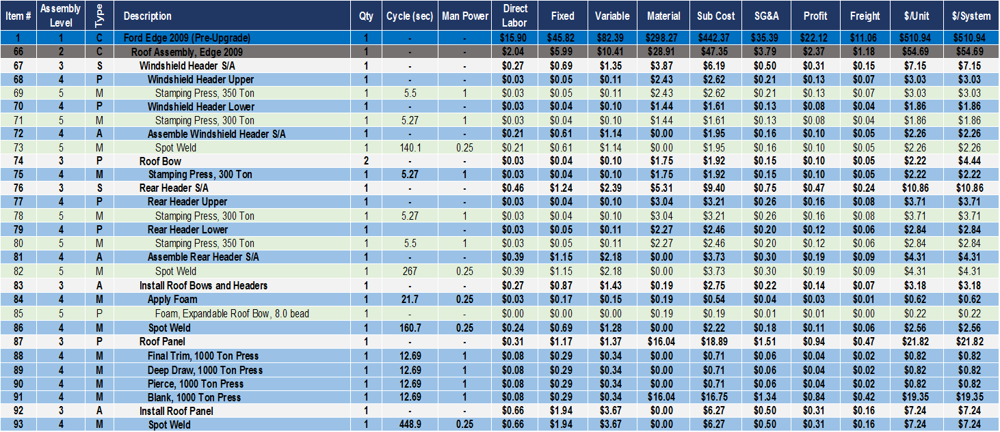 Item # Assembly Level Type Description Qty Cycle (sec) Man Power Direct Labor Fixed Variable Material Sub Cost SG&A Profit Freight $/Unit $/System
1 1 C Ford Edge 2009 (Pre-Upgrade) 1 - - $15.90 $45.82 $82.39 $298.27 $442.37 $35.39 $22.12 $11.06 $510.94 $510.94
66 2 C Roof Assembly, Edge 2009 1 - - $2.04 $5.99 $10.41 $28.91 $47.35 $3.79 $2.37 $1.18 $54.69 $54.69
67 3 S Windshield Header S/A 1 - - $0.27 $0.69 $1.35 $3.87 $6.19 $0.50 $0.31 $0.15 $7.15 $7.15
68 4 P Windshield Header Upper 1 - - $0.03 $0.05 $0.11 $2.43 $2.62 $0.21 $0.13 $0.07 $3.03 $3.03
69 5 M Stamping Press, 350 Ton 1 5.5 1 $0.03 $0.05 $0.11 $2.43 $2.62 $0.21 $0.13 $0.07 $3.03 $3.03
70 4 P Windshield Header Lower 1 - - $0.03 $0.04 $0.10 $1.44 $1.61 $0.13 $0.08 $0.04 $1.86 $1.86
71 5 M Stamping Press, 300 Ton 1 5.27 1 $0.03 $0.04 $0.10 $1.44 $1.61 $0.13 $0.08 $0.04 $1.86 $1.86
72 4 A Assemble Windshield Header S/A 1 - - $0.21 $0.61 $1.14 $0.00 $1.95 $0.16 $0.10 $0.05 $2.26 $2.26
73 5 M Spot Weld 1 140.1 0.25 $0.21 $0.61 $1.14 $0.00 $1.95 $0.16 $0.10 $0.05 $2.26 $2.26
74 3 P Roof Bow 2 - - $0.03 $0.04 $0.10 $1.75 $1.92 $0.15 $0.10 $0.05 $2.22 $4.44
75 4 M Stamping Press, 300 Ton 1 5.27 1 $0.03 $0.04 $0.10 $1.75 $1.92 $0.15 $0.10 $0.05 $2.22 $2.22
76 3 S Rear Header S/A 1 - - $0.46 $1.24 $2.39 $5.31 $9.40 $0.75 $0.47 $0.24 $10.86 $10.86
77 4 P Rear Header Upper 1 - - $0.03 $0.04 $0.10 $3.04 $3.21 $0.26 $0.16 $0.08 $3.71 $3.71
78 5 M Stamping Press, 300 Ton 1 5.27 1 $0.03 $0.04 $0.10 $3.04 $3.21 $0.26 $0.16 $0.08 $3.71 $3.71
79 4 P Rear Header Lower 1 - - $0.03 $0.05 $0.11 $2.27 $2.46 $0.20 $0.12 $0.06 $2.84 $2.84
80 5 M Stamping Press, 350 Ton 1 5.5 1 $0.03 $0.05 $0.11 $2.27 $2.46 $0.20 $0.12 $0.06 $2.84 $2.84
81 4 A Assemble Rear Header S/A 1 - - $0.39 $1.15 $2.18 $0.00 $3.73 $0.30 $0.19 $0.09 $4.31 $4.31
82 5 M Spot Weld 1 267 0.25 $0.39 $1.15 $2.18 $0.00 $3.73 $0.30 $0.19 $0.09 $4.31 $4.31
83 3 A Install Roof Bows and Headers 1 - - $0.27 $0.87 $1.43 $0.19 $2.75 $0.22 $0.14 $0.07 $3.18 $3.18
84 4 M Apply Foam 1 21.7 0.25 $0.03 $0.17 $0.15 $0.19 $0.54 $0.04 $0.03 $0.01 $0.62 $0.62
85 5 P Foam, Expandable Roof Bow, 8.0 bead 1 - - $0.00 $0.00 $0.00 $0.19 $0.19 $0.01 $0.01 $0.00 $0.22 $0.22
86 4 M Spot Weld 1 160.7 0.25 $0.24 $0.69 $1.28 $0.00 $2.22 $0.18 $0.11 $0.06 $2.56 $2.56
87 3 P Roof Panel 1 - - $0.31 $1.17 $1.37 $16.04 $18.89 $1.51 $0.94 $0.47 $21.82 $21.82
88 4 M Final Trim, 1000 Ton Press 1 12.69 1 $0.08 $0.29 $0.34 $0.00 $0.71 $0.06 $0.04 $0.02 $0.82 $0.82
89 4 M Deep Draw, 1000 Ton Press 1 12.69 1 $0.08 $0.29 $0.34 $0.00 $0.71 $0.06 $0.04 $0.02 $0.82 $0.82
90 4 M Pierce, 1000 Ton Press 1 12.69 1 $0.08 $0.29 $0.34 $0.00 $0.71 $0.06 $0.04 $0.02 $0.82 $0.82
91 4 M Blank, 1000 Ton Press 1 12.69 1 $0.08 $0.29 $0.34 $16.04 $16.75 $1.34 $0.84 $0.42 $19.35 $19.35
92 3 A Install Roof Panel 1 - - $0.66 $1.94 $3.67 $0.00 $6.27 $0.50 $0.31 $0.16 $7.24 $7.24
93 4 M Spot Weld 1 448.9 0.25 $0.66 $1.94 $3.67 $0.00 $6.27 $0.50 $0.31 $0.16 $7.24 $7.24